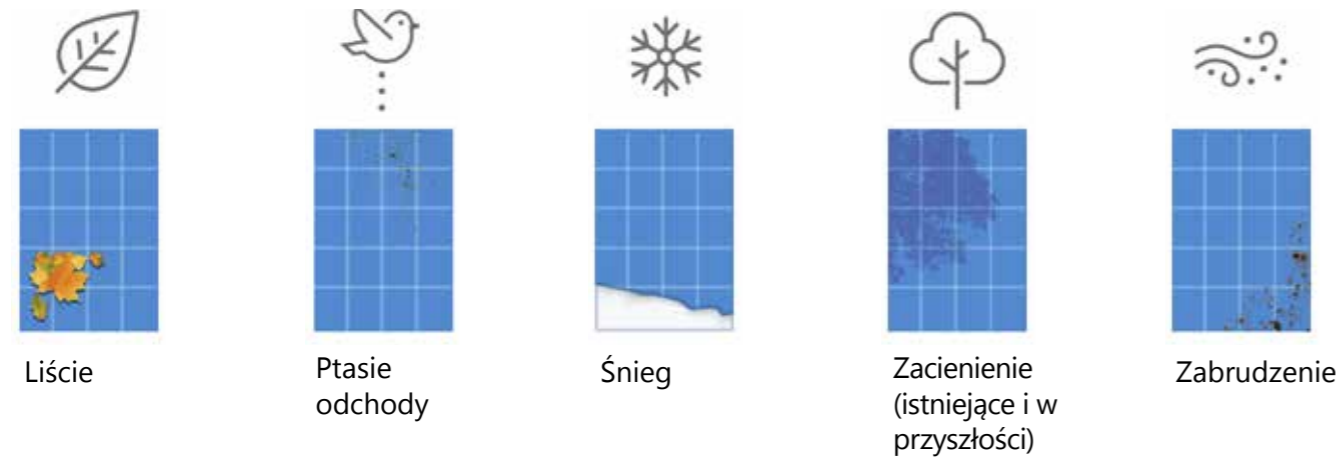 Liście
Ptasie
odchody
Śnieg
Zacienienie
(istniejące i w
przyszłości)
Zabrudzenie